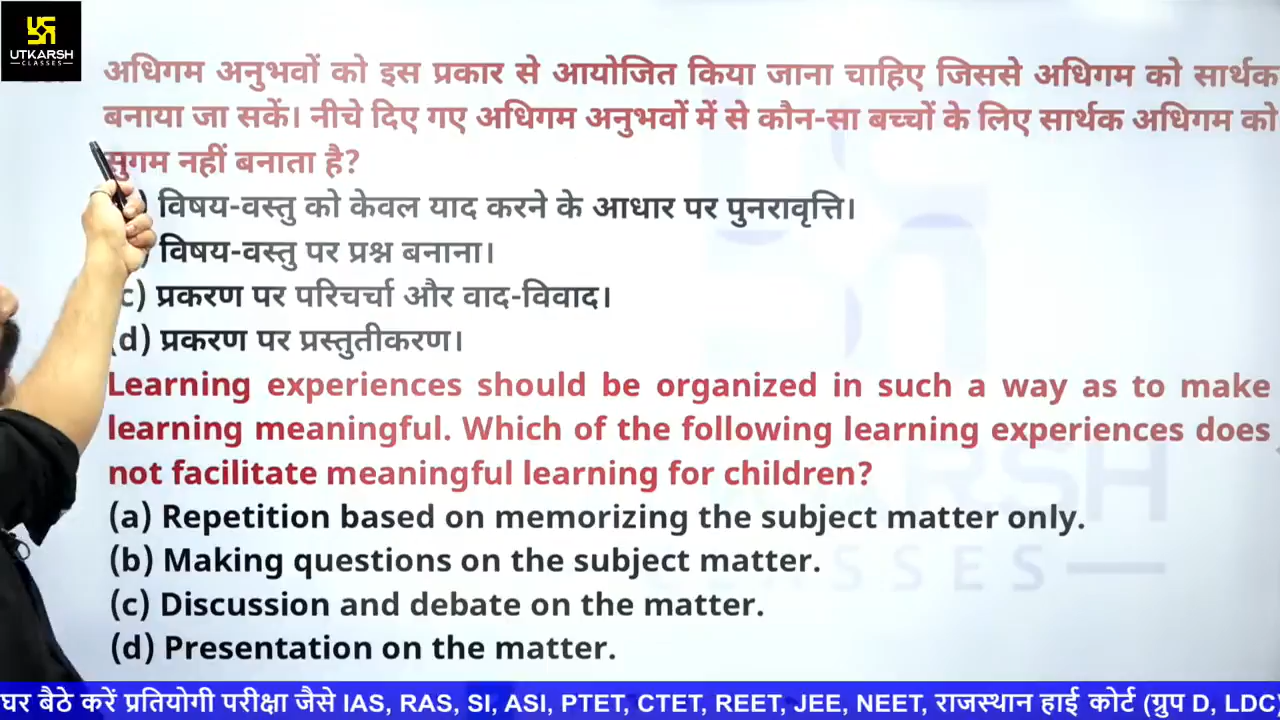 UTKARSH
CLASSES
अधिगम अनुभवों को इस प्रकार से आयोजित किया जाना चाहिए जिससे अधिगम को सार्थक
बनाया जा सकें। नीचे दिए गए अधिगम अनुभवों में से कौन-सा बच्चों के लिए सार्थक अधिगम को
सुगम नहीं बनाता है?
) विषय-वस्तु को केवल याद करने के आधार पर पुनरावृत्ति।
) विषय-वस्तु पर प्रश्न बनाना।
c) प्रकरण पर परिचर्चा और वाद-विवाद।
(d) प्रकरण पर प्रस्तुतीकरण।
Learning experiences should be organized in such a way as to make
learning meaningful. Which of the following learning experiences does
not facilitate meaningful learning for children?
(a) Repetition based on memorizing the subject matter only.
(b) Making questions on the subject matter.
(c) Discussion and debate on the matter.
(d) Presentation on the matter.
घर बैठे करें प्रतियोगी परीक्षा जैसे IAS, RAS, SI, ASI, PTET, CTET, REET, JEE, NEET, राजस्थान हाई कोर्ट (ग्रुप D, LDC)